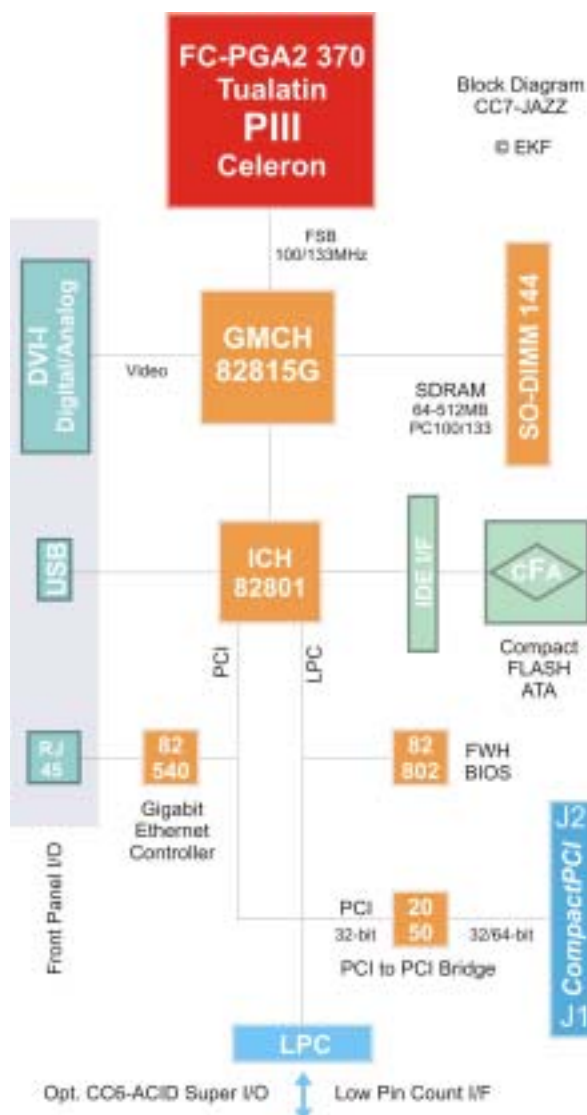 FC-PGA2 370
Tualatin
PIII
Celeron
Block Diagram
CC7-JAZZ
© EKF
FSB
100/133MHz
DVI-I
Digital/Analog
Video
GMCH
82815G
SDRAM
64-512MB
PC100/133
SO-DIMM 144
USB
ICH
82801
IDE I/F
CFA
Compact
FLASH
ATA
PCI
LPC
RJ
45
82
540
Gigabit
Ethernet
Controller
82
802
FWH
BIOS
Front Panel I/O
PCI
32-bit
20
50
32/64-bit
PCI to PCI Bridge
J2
CompactPCI
J1
LPC
Opt. CC6-ACID Super I/O
Low Pin Count I/F